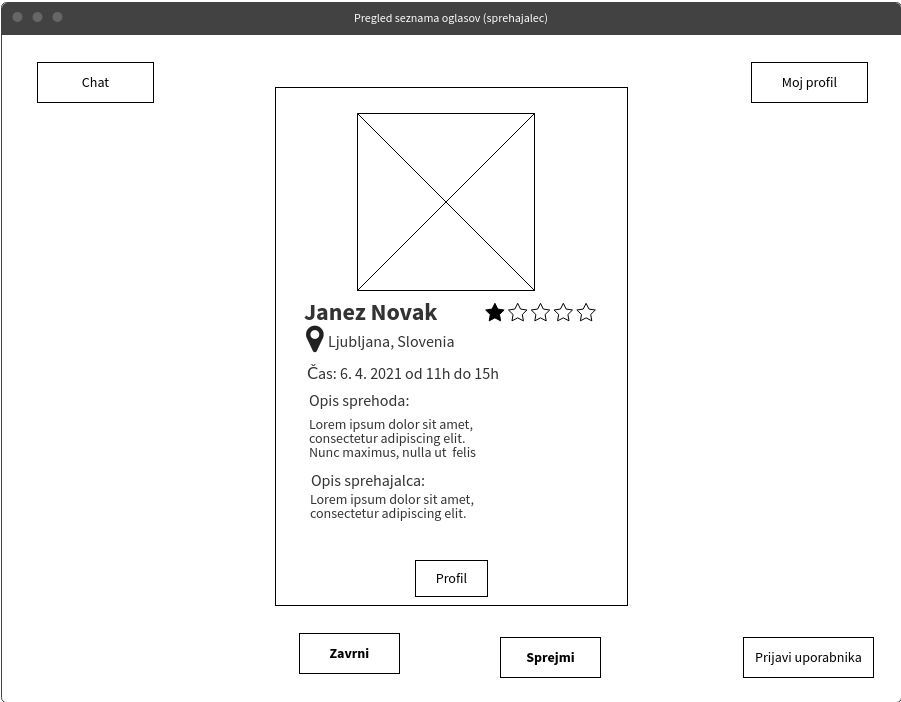 Pregled seznama oglasov (sprehajalec)
Chat
Moj profil
Janez Novak
Ljubljana, Slovenia
Čas: 6. 4. 2021 od 11h do 15h
Opis sprehoda:
Lorem ipsum dolor sit amet,
consectetur adipiscing elit.
Nunc maximus, nulla ut  felis
Opis sprehajalca:
Lorem ipsum dolor sit amet,
consectetur adipiscing elit.
Profil
Zavrni
Sprejmi
Prijavi uporabnika